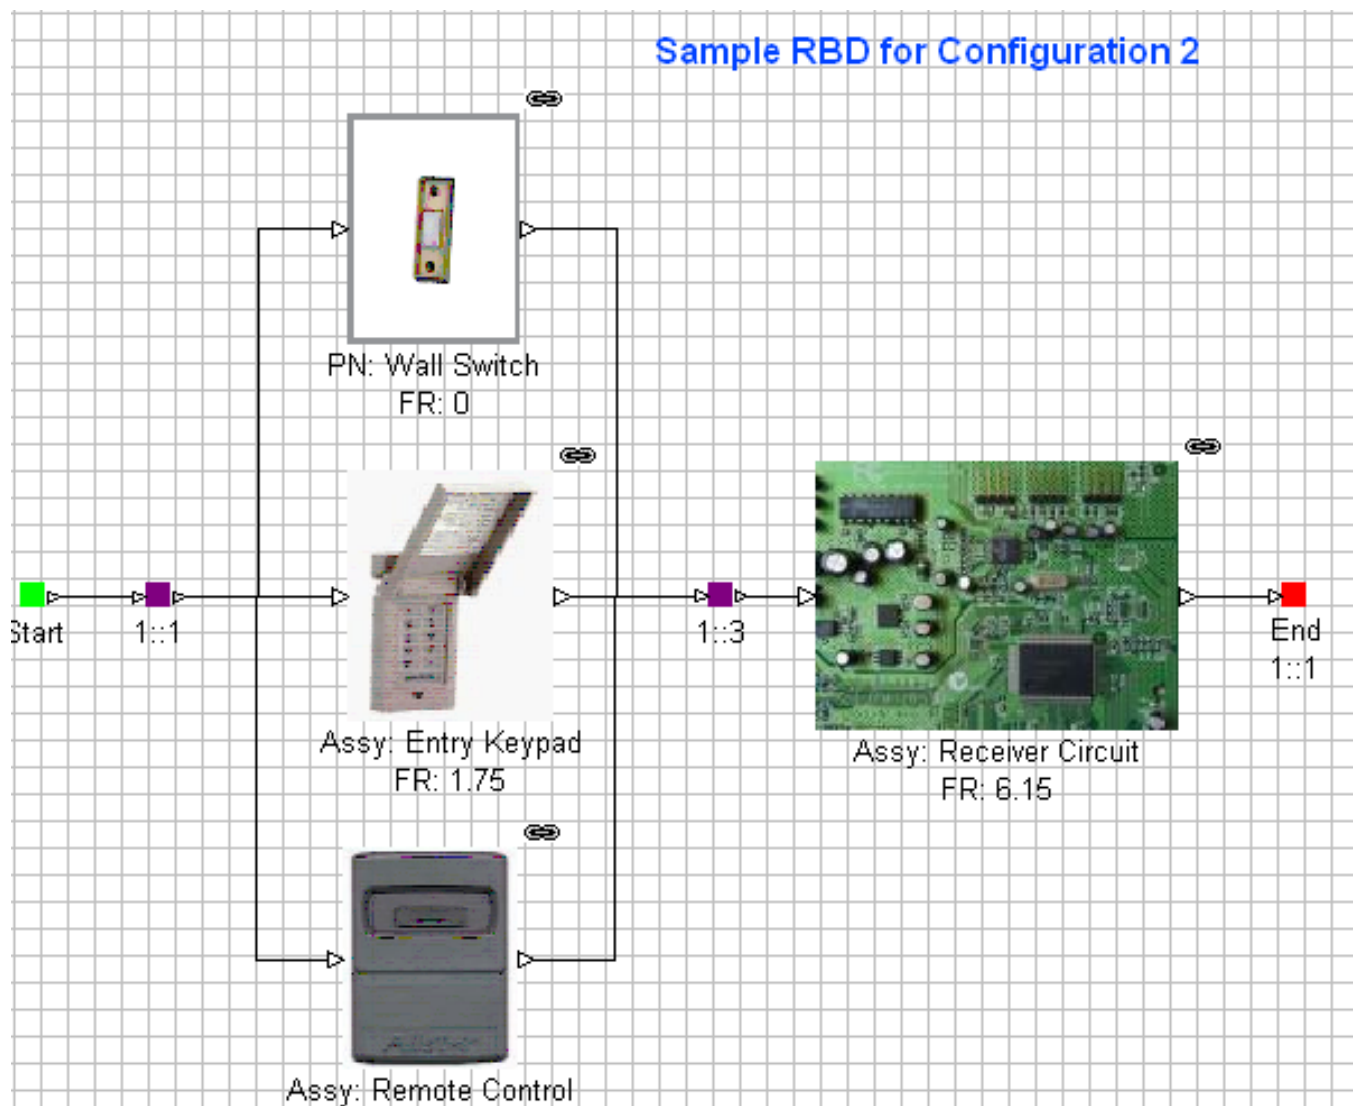 Sample RBD for Configuration 2
PN: Wall Switch
FR: 0
Assy: Entry Keypad
FR: 1.75
Start
1::1
1::3
Assy: Receiver Circuit
FR: 6.15
End
1::1
Assy: Remote Control